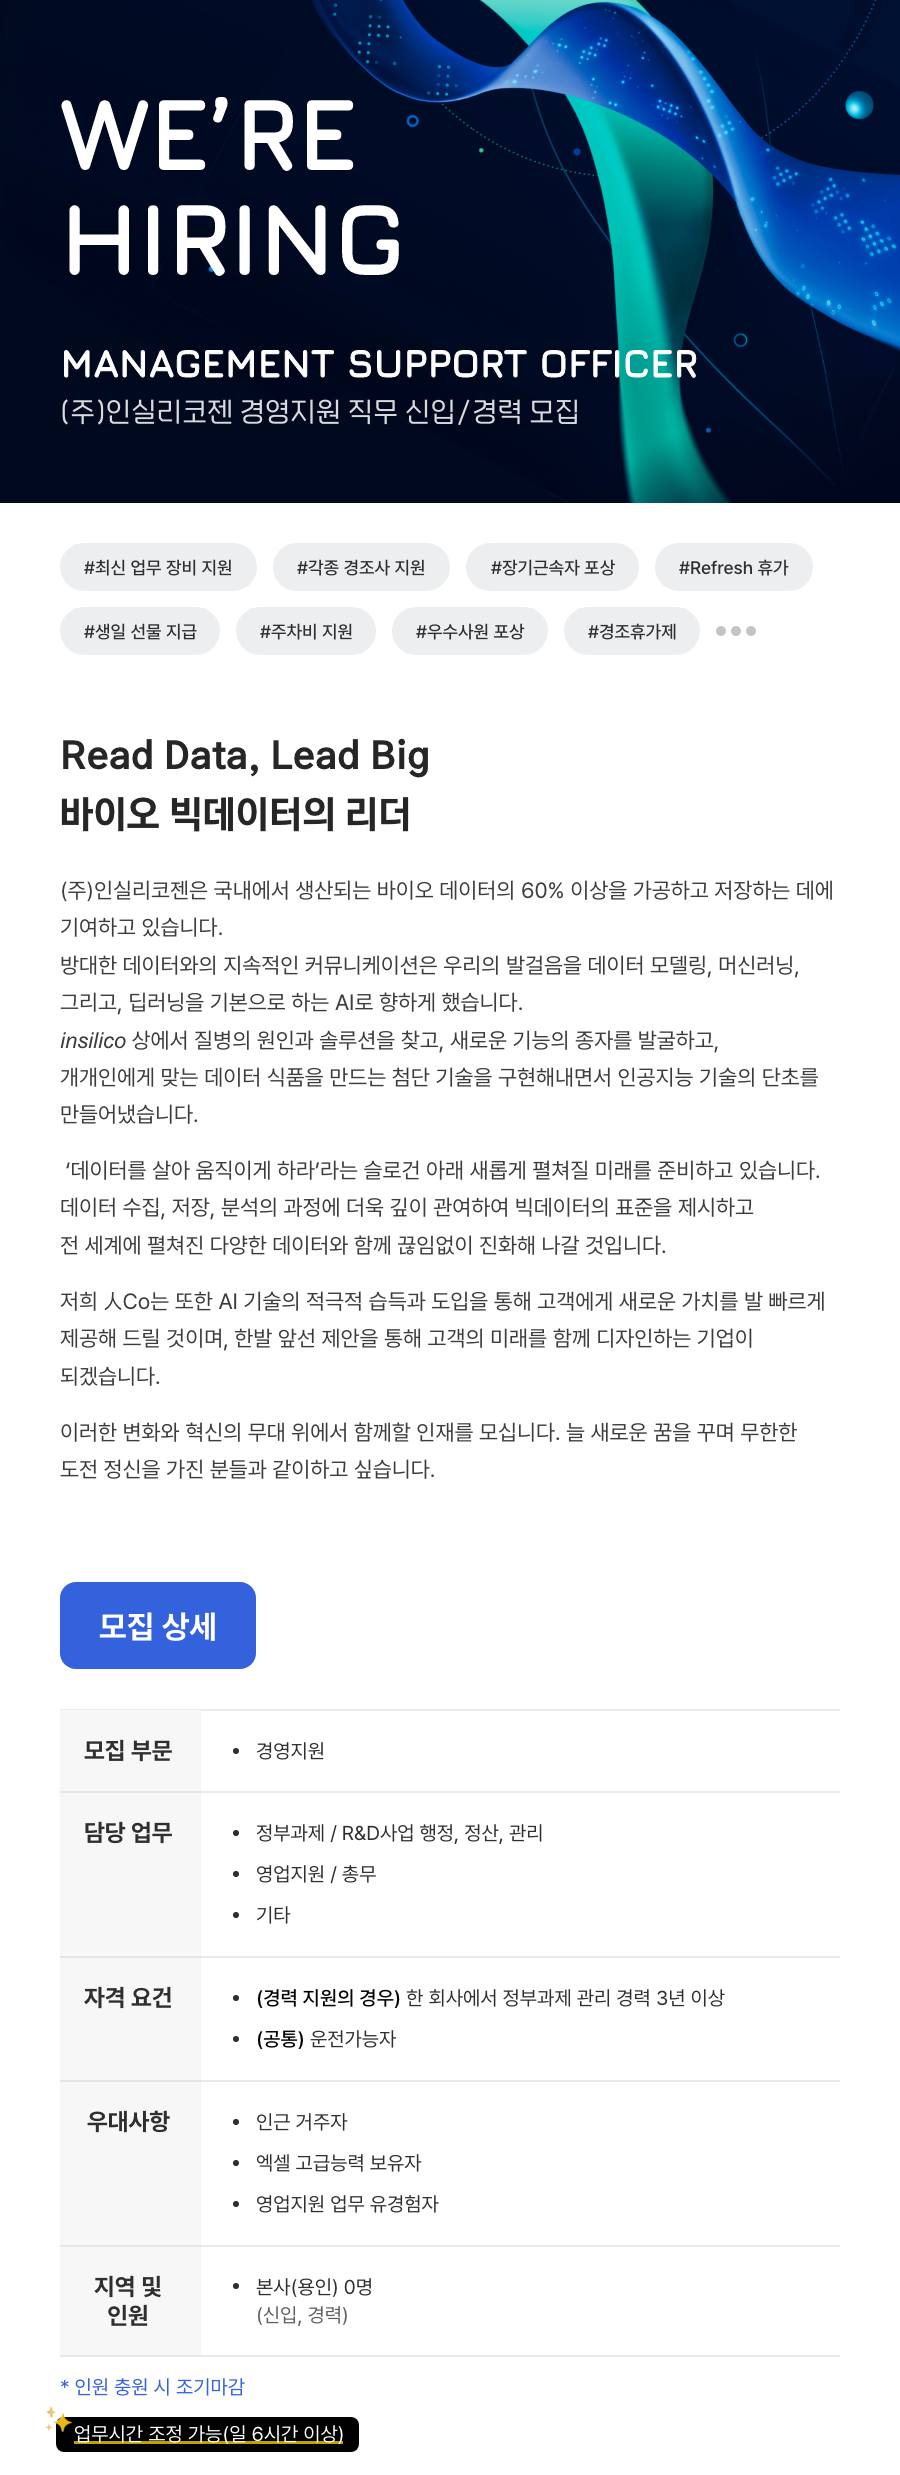 WE’RE
HIRING
MANAGEMENT SUPPORT OFFICER
(주)인실리코젠 경영지원 직무 신입/경력 모집
#최신 업무 장비 지원 #각종 경조사 지원 #장기근속자 포상 #Refresh 휴가
#생일 선물 지급 #주차비 지원 #우수사원 포상 #경조휴가제
Read Data, Lead Big
바이오 빅데이터의 리더
(주)인실리코젠은 국내에서 생산되는 바이오 데이터의 60% 이상을 가공하고 저장하는 데에
기여하고 있습니다.
방대한 데이터와의 지속적인 커뮤니케이션은 우리의 발걸음을 데이터 모델링, 머신러닝,
그리고, 딥러닝을 기본으로 하는 AI로 향하게 했습니다.
insilico 상에서 질병의 원인과 솔루션을 찾고, 새로운 기능의 종자를 발굴하고,
개개인에게 맞는 데이터 식품을 만드는 첨단 기술을 구현해내면서 인공지능 기술의 단초를
만들어냈습니다.
‘데이터를 살아 움직이게 하라’라는 슬로건 아래 새롭게 펼쳐질 미래를 준비하고 있습니다.
데이터 수집, 저장, 분석의 과정에 더욱 깊이 관여하여 빅데이터의 표준을 제시하고
전 세계에 펼쳐진 다양한 데이터와 함께 끊임없이 진화해 나갈 것입니다.
저희 人Co는 또한 AI 기술의 적극적 습득과 도입을 통해 고객에게 새로운 가치를 발 빠르게
제공해 드릴 것이며, 한발 앞선 제안을 통해 고객의 미래를 함께 디자인하는 기업이
되겠습니다.
이러한 변화와 혁신의 무대 위에서 함께할 인재를 모십니다. 늘 새로운 꿈을 꾸며 무한한
도전 정신을 가진 분들과 같이하고 싶습니다.
모집 상세
모집 부문
• 경영지원
담당 업무
• 정부과제 / R&D사업 행정, 정산, 관리
• 영업지원 / 총무
• 기타
자격 요건
• (경력 지원의 경우) 한 회사에서 정부과제 관리 경력 3년 이상
• (공통) 운전가능자
우대사항
• 인근 거주자
• 엑셀 고급능력 보유자
• 영업지원 업무 유경험자
지역 및
인원
• 본사(용인) 0명
(신입, 경력)
* 인원 충원 시 조기마감
업무시간 조정 가능(일 6시간 이상)